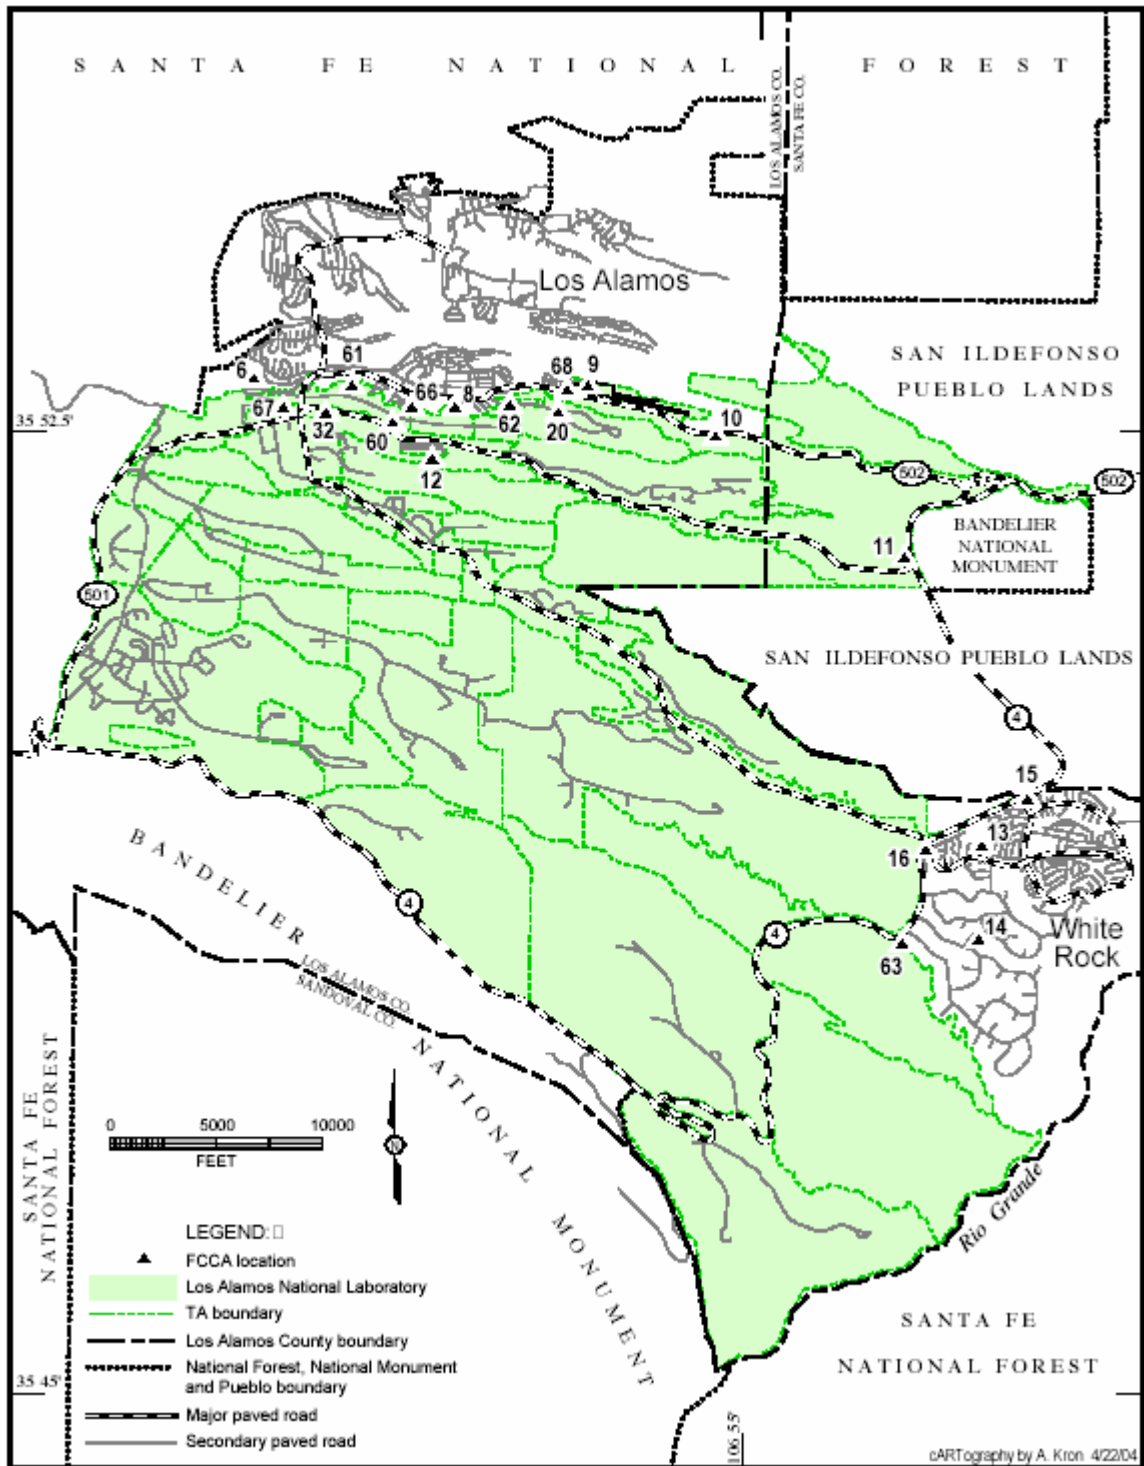 SANTA FE NATIONAL FOREST
LOS ALAMOS CO.
SANTA FE CO.
Los Alamos
SAN ILDEFONSO
PUEBLO LANDS
6
61
66
8
68
9
67
32
60
62
20
10
12
35 52.5'
502
502
11
BANDELIER
NATIONAL
MONUMENT
501
SAN ILDEFONSO PUEBLO LANDS
4
15
13
16
14
White
Rock
63
4
4
BANDELIER NATIONAL MONUMENT
LOS ALAMOS CO.
SANDOVAL CO.
SANTA FE
NATIONAL FOREST
0 5000 10000
FEET
N
Rio Grande
LEGEND:
FCCA location
Los Alamos National Laboratory
TA boundary
Los Alamos County boundary
National Forest, National Monument
and Pueblo boundary
Major paved road
Secondary paved road
SANTA FE
NATIONAL FOREST
35 45'
106 55'
cARTography by A. Kron 4/22/04